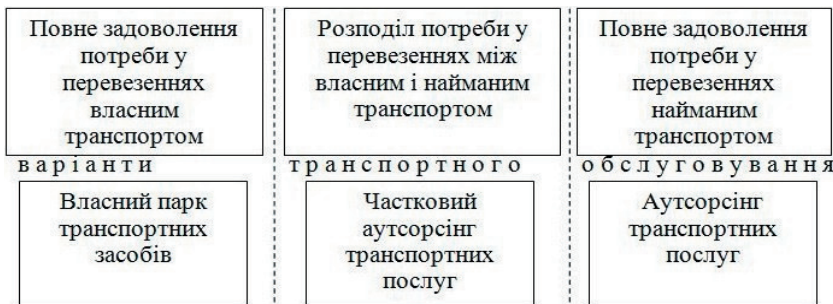 Повне задоволення
потреби у
перевезеннях
власним
транспортом
Розподіл потреби у
перевезеннях між
власним і найманим
транспортом
Повне задоволення
потреби у
перевезеннях
найманим
транспортом
варіанти транспортного обслуговування
Власний парк
транспортних
засобів
Частковий
аутсорсінг
транспортних
послуг
Аутсорсінг
транспортних
послуг